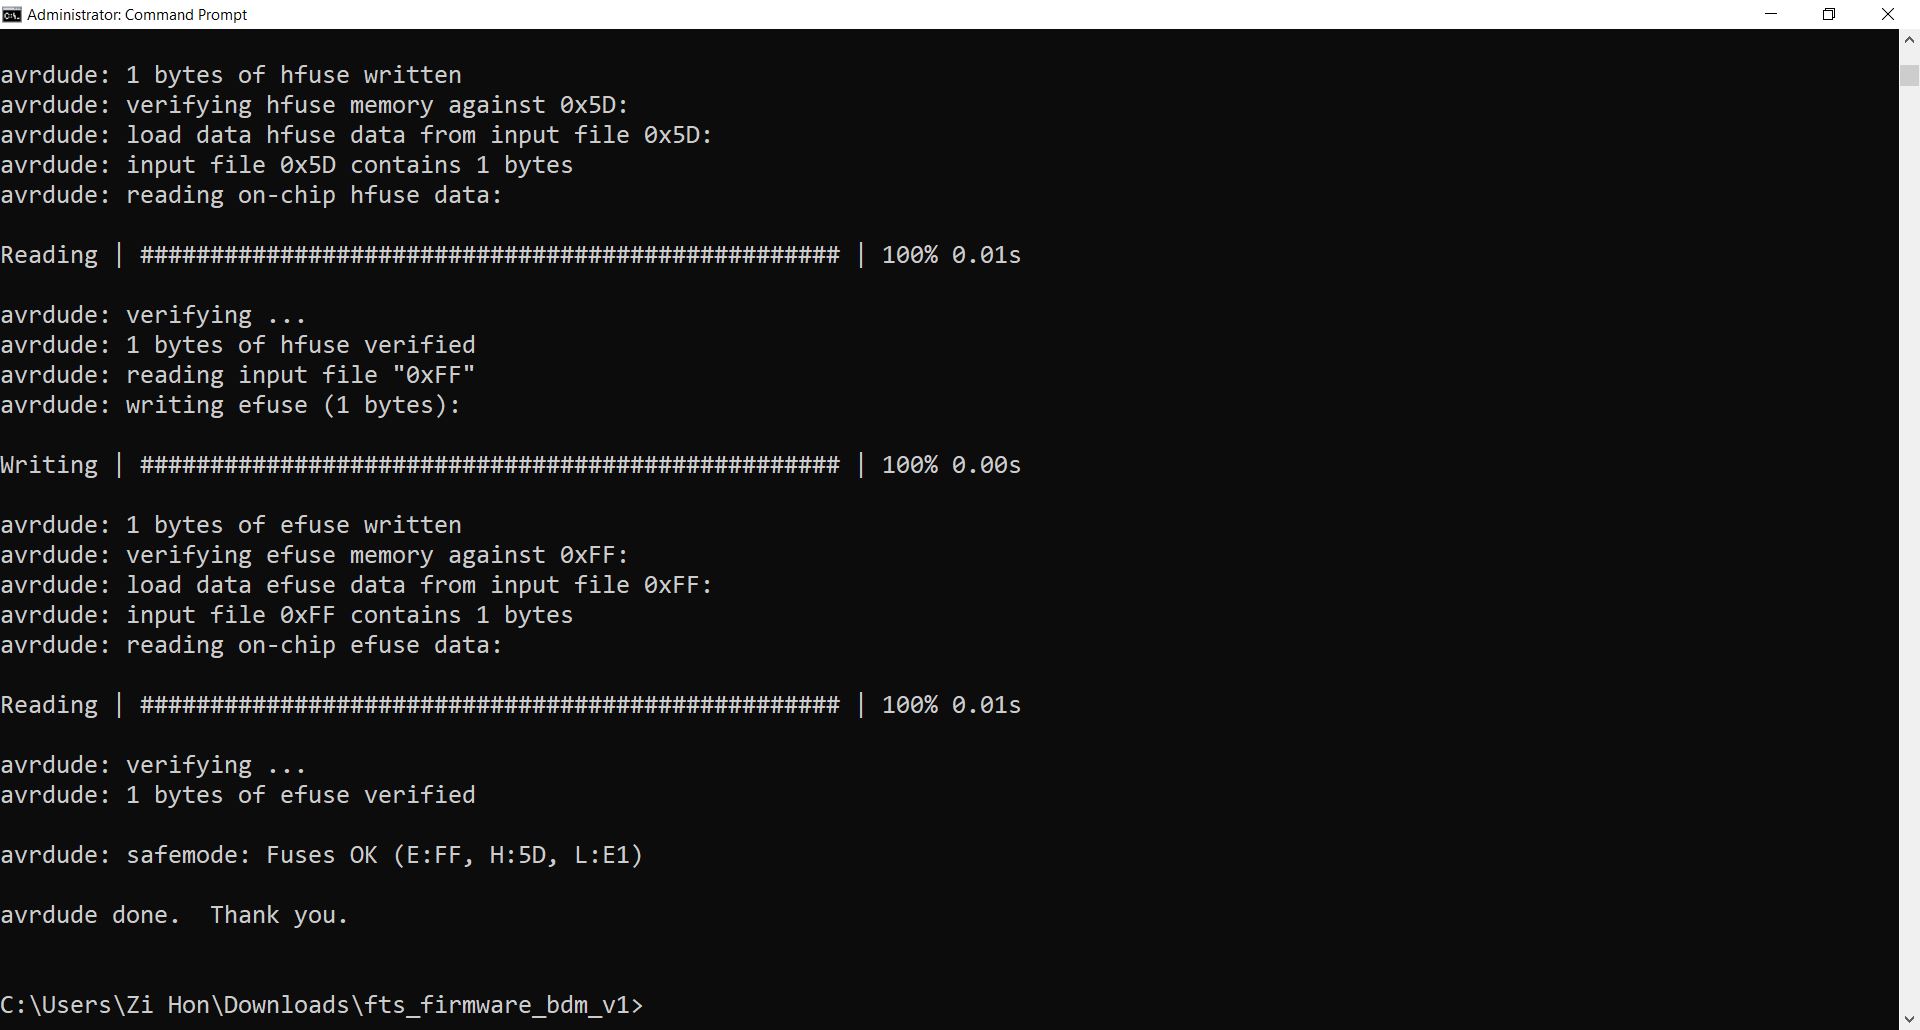 Administrator: Command Prompt
avrdude: 1 bytes of hfuse written
avrdude: verifying hfuse memory against 0x5D:
avrdude: load data hfuse data from input file 0x5D:
avrdude: input file 0x5D contains 1 bytes
avrdude: reading on-chip hfuse data:
Reading | ################################################## | 100% 0.01s
avrdude: verifying ...
avrdude: 1 bytes of hfuse verified
avrdude: reading input file "0xFF"
avrdude: writing efuse (1 bytes):
Writing | ################################################## | 100% 0.00s
avrdude: 1 bytes of efuse written
avrdude: verifying efuse memory against 0xFF:
avrdude: load data efuse data from input file 0xFF:
avrdude: input file 0xFF contains 1 bytes
avrdude: reading on-chip efuse data:
Reading | ################################################## | 100% 0.01s
avrdude: verifying ...
avrdude: 1 bytes of efuse verified
avrdude: safemode: Fuses OK (E:FF, H:5D, L:E1)
avrdude done.  Thank you.
C:\Users\Zi Hon\Downloads\fts_firmware_bdm_v1>